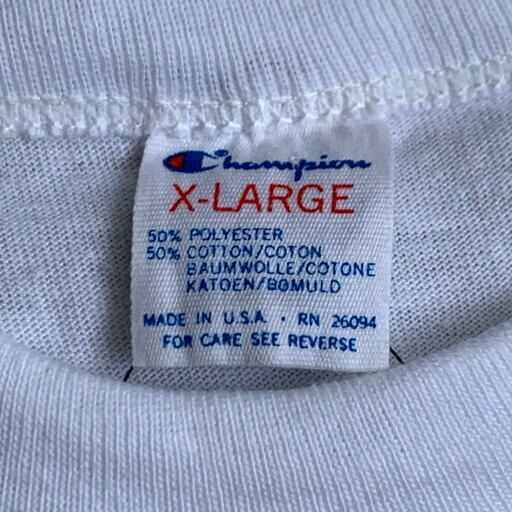 Champion
X-LARGE
50% POLYESTER
50% COTTON/COTON
BAUMWOLLE/COTONE
KATOEN/BOMULD
MADE IN U.S.A. · RN 26094
FOR CARE SEE REVERSE